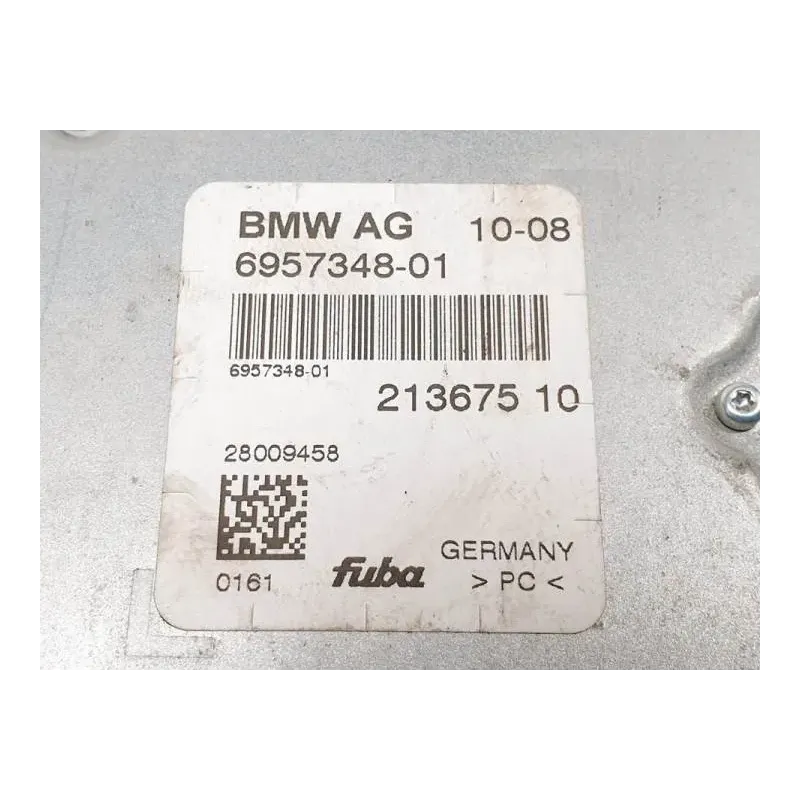 BMW AG 10-08
6957348-01
6957348-01
213675 10
28009458
0161 fuba GERMANY
> PC <